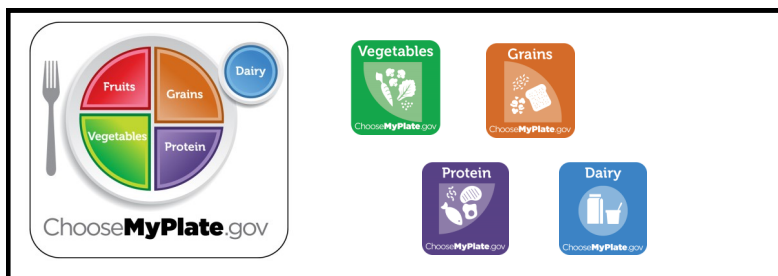 Fruits
Grains
Dairy
Vegetables
Protein
ChooseMyPlate.gov
Vegetables
ChooseMyPlate.gov
Grains
ChooseMyPlate.gov
Protein
ChooseMyPlate.gov
Dairy
ChooseMyPlate.gov